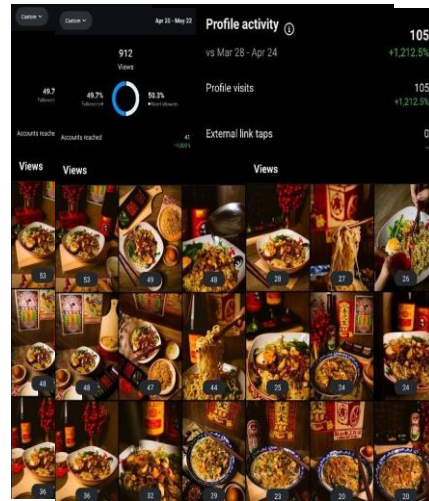 Custom
Custom
Apr 25 - May 22
912
Views
49.7
49.7%
50.3%
Followers
Accounts reache
Accounts reached
41
Views
Views
Profile activity
105
vs Mar 28 - Apr 24
+1,212.5%
Profile visits
105
+1,212.5%
External link taps
0
-
Views
53
53
49
48
28
27
26
48
48
47
44
25
24
24
36
36
32
29
23
20
20